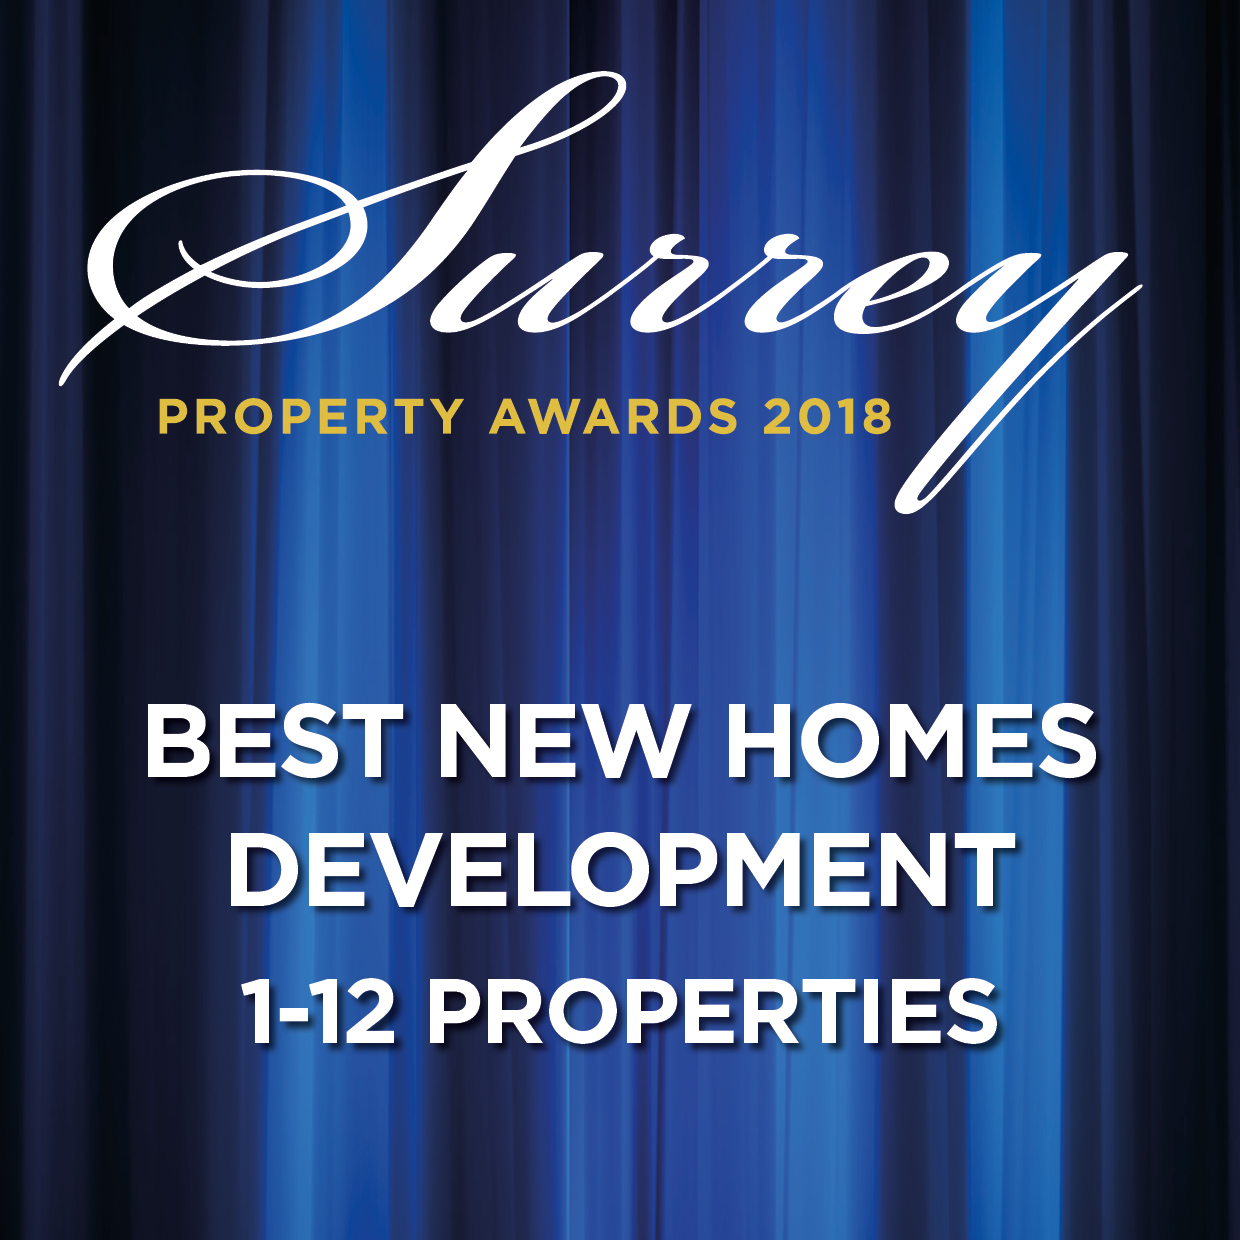 Surrey
PROPERTY AWARDS 2018
BEST NEW HOMES
DEVELOPMENT
1-12 PROPERTIES